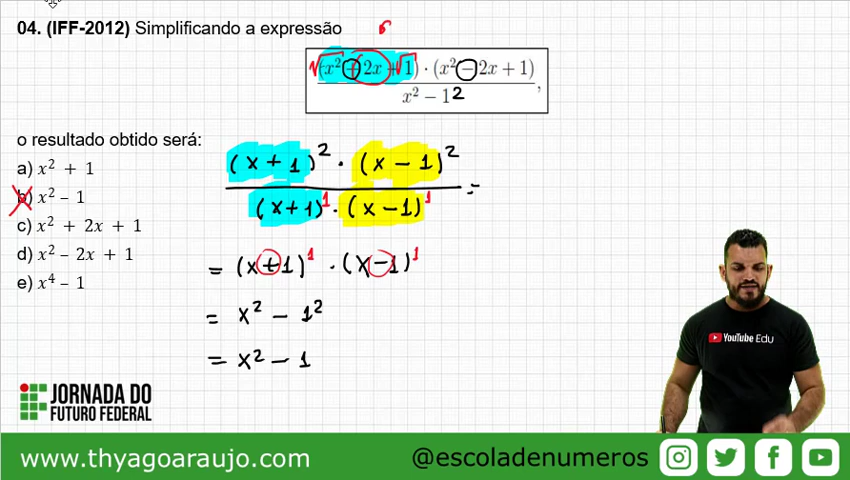 04. (IFF-2012) Simplificando a expressão
(x² + 2x + 1) · (x² − 2x + 1)
x² − 1²,
o resultado obtido será:
a) x² + 1
b) x² − 1
c) x² + 2x + 1
d) x² − 2x + 1
e) x⁴ − 1
(x + 1)² · (x − 1)²
(x+1)¹ · (x−1)¹ =
= (x+1)¹ · (x−1)¹
= x² − 1²
= x² − 1
YouTube Edu
JORNADA DO
FUTURO FEDERAL
www.thyagoaraujo.com @escoladenumeros